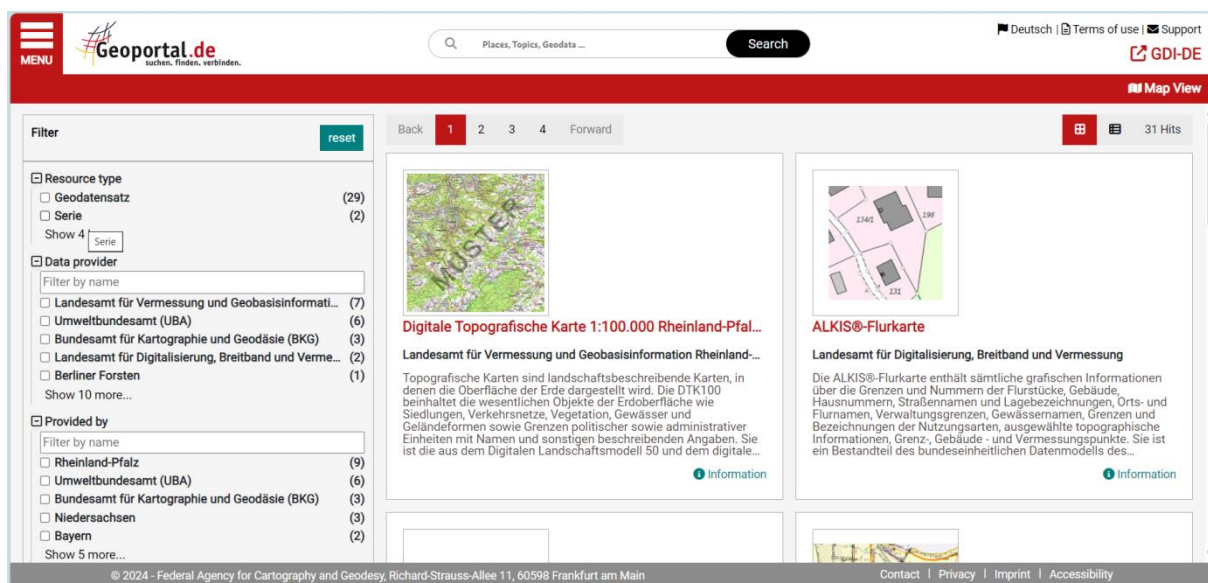 MENU
Geoportal.de
suchen. finden. verbinden.
Places, Topics, Geodata ...
Search
Deutsch | Terms of use | Support
GDI-DE
Map View
Filter
reset
Resource type
Geodatensatz (29)
Serie (2)
Show 4
Serie
Data provider
Filter by name
Landesamt für Vermessung und Geobasisinformati... (7)
Umweltbundesamt (UBA) (6)
Bundesamt für Kartographie und Geodäsie (BKG) (3)
Landesamt für Digitalisierung, Breitband und Verme... (2)
Berliner Forsten (1)
Show 10 more...
Provided by
Filter by name
Rheinland-Pfalz (9)
Umweltbundesamt (UBA) (6)
Bundesamt für Kartographie und Geodäsie (BKG) (3)
Niedersachsen (3)
Bayern (2)
Show 5 more...
Back 1 2 3 4 Forward
31 Hits
MUSTER
Digitale Topografische Karte 1:100.000 Rheinland-Pfal...
Landesamt für Vermessung und Geobasisinformation Rheinland-...
Topografische Karten sind landschaftsbeschreibende Karten, in
denen die Oberfläche der Erde dargestellt wird. Die DTK100
beinhaltet die wesentlichen Objekte der Erdoberfläche wie
Siedlungen, Verkehrsnetze, Vegetation, Gewässer und
Geländeformen sowie Grenzen politischer sowie administrativer
Einheiten mit Namen und sonstigen beschreibenden Angaben. Sie
ist die aus dem Digitalen Landschaftsmodell 50 und dem digitale...
Information
134/1
198
131
ALKIS®-Flurkarte
Landesamt für Digitalisierung, Breitband und Vermessung
Die ALKIS®-Flurkarte enthält sämtliche grafischen Informationen
über die Grenzen und Nummern der Flurstücke, Gebäude,
Hausnummern, Straßennamen und Lagebezeichnungen, Orts- und
Flurnamen, Verwaltungsgrenzen, Gewässernamen, Grenzen und
Bezeichnungen der Nutzungsarten, ausgewählte topographische
Informationen, Grenz-, Gebäude - und Vermessungspunkte. Sie ist
ein Bestandteil des bundeseinheitlichen Datenmodells des...
Information
© 2024 - Federal Agency for Cartography and Geodesy, Richard-Strauss-Allee 11, 60598 Frankfurt am Main
Contact | Privacy | Imprint | Accessibility